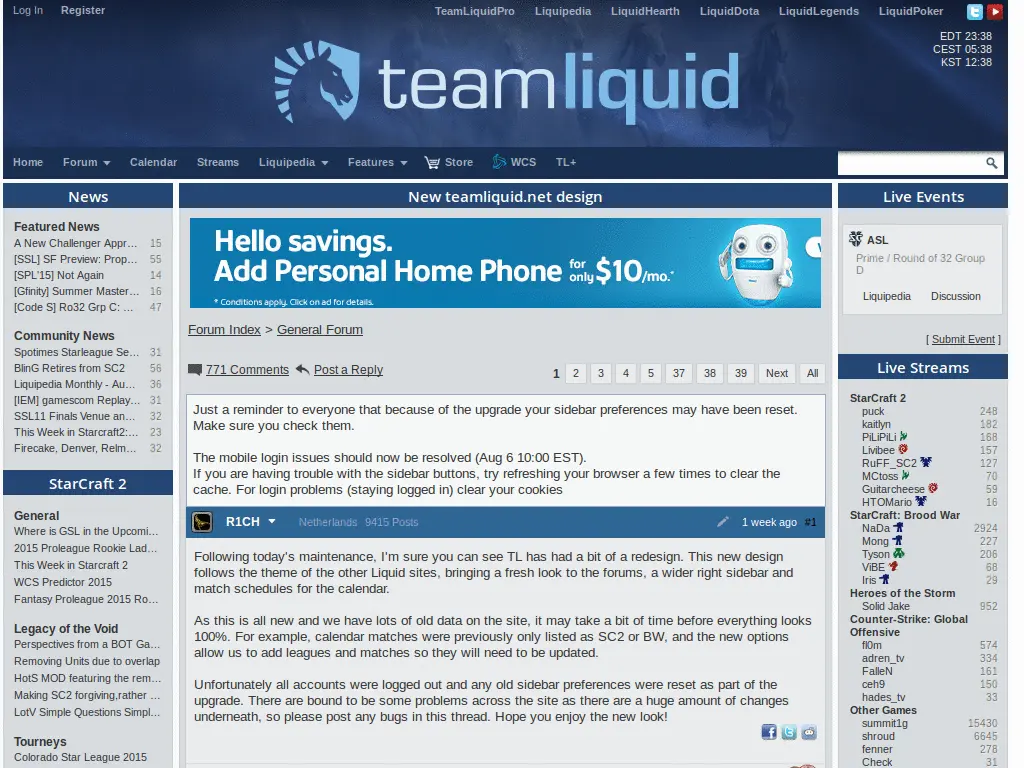 Log In Register TeamLiquidPro Liquipedia LiquidHearth LiquidDota LiquidLegends LiquidPoker
EDT 23:38
CEST 05:38
KST 12:38
teamliquid
Home Forum Calendar Streams Liquipedia Features Store WCS TL+
News
Featured News
A New Challenger Appr... 15
[SSL] SF Preview: Prop... 55
[SPL'15] Not Again 14
[Gfinity] Summer Master... 16
[Code S] Ro32 Grp C: ... 47
Community News
Spotimes Starleague Se... 31
BlinG Retires from SC2 56
Liquipedia Monthly - Au... 36
[IEM] gamescom Replay... 31
SSL11 Finals Venue an... 32
This Week in Starcraft2:... 23
Firecake, Denver, Relm... 32
StarCraft 2
General
Where is GSL in the Upcomi...
2015 Proleague Rookie Lad...
This Week in Starcraft 2
WCS Predictor 2015
Fantasy Proleague 2015 Ro...
Legacy of the Void
Perspectives from a BOT Ga...
Removing Units due to overlap
HotS MOD featuring the rem...
Making SC2 forgiving,rather ...
LotV Simple Questions Simpl...
Tourneys
Colorado Star League 2015
New teamliquid.net design
Hello savings.
Add Personal Home Phone for only $10/mo.*
* Conditions apply. Click on ad for details.
Forum Index > General Forum
771 Comments Post a Reply 1 2 3 4 5 37 38 39 Next All
Just a reminder to everyone that because of the upgrade your sidebar preferences may have been reset.
Make sure you check them.
The mobile login issues should now be resolved (Aug 6 10:00 EST).
If you are having trouble with the sidebar buttons, try refreshing your browser a few times to clear the
cache. For login problems (staying logged in) clear your cookies
R1CH Netherlands 9415 Posts 1 week ago #1
Following today's maintenance, I'm sure you can see TL has had a bit of a redesign. This new design
follows the theme of the other Liquid sites, bringing a fresh look to the forums, a wider right sidebar and
match schedules for the calendar.
As this is all new and we have lots of old data on the site, it may take a bit of time before everything looks
100%. For example, calendar matches were previously only listed as SC2 or BW, and the new options
allow us to add leagues and matches so they will need to be updated.
Unfortunately all accounts were logged out and any old sidebar preferences were reset as part of the
upgrade. There are bound to be some problems across the site as there are a huge amount of changes
underneath, so please post any bugs in this thread. Hope you enjoy the new look!
Live Events
ASL
Prime / Round of 32 Group
D
Liquipedia Discussion
[ Submit Event ]
Live Streams
StarCraft 2
puck 248
kaitlyn 182
PiLiPiLi 168
Livibee 157
RuFF_SC2 127
MCtoss 70
Guitarcheese 59
HTOMario 16
StarCraft: Brood War
NaDa 2924
Mong 227
Tyson 206
ViBE 68
Iris 29
Heroes of the Storm
Solid Jake 952
Counter-Strike: Global
Offensive
fl0m 574
adren_tv 334
FalleN 161
ceh9 150
hades_tv 33
Other Games
summit1g 15430
shroud 6645
fenner 278
Check 31